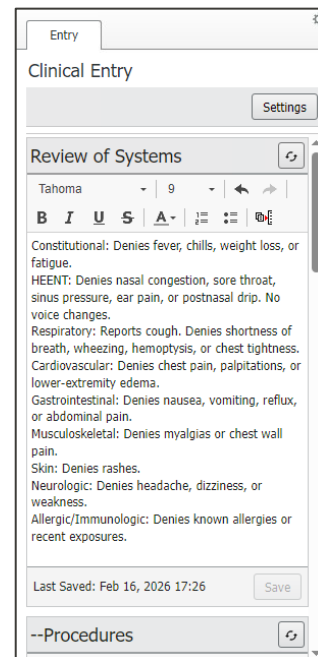 Entry
Clinical Entry
Settings
Review of Systems
Tahoma 9
B I U S A
Constitutional: Denies fever, chills, weight loss, or
fatigue.
HEENT: Denies nasal congestion, sore throat,
sinus pressure, ear pain, or postnasal drip. No
voice changes.
Respiratory: Reports cough. Denies shortness of
breath, wheezing, hemoptysis, or chest tightness.
Cardiovascular: Denies chest pain, palpitations, or
lower-extremity edema.
Gastrointestinal: Denies nausea, vomiting, reflux,
or abdominal pain.
Musculoskeletal: Denies myalgias or chest wall
pain.
Skin: Denies rashes.
Neurologic: Denies headache, dizziness, or
weakness.
Allergic/Immunologic: Denies known allergies or
recent exposures.
Last Saved: Feb 16, 2026 17:26 Save
--Procedures